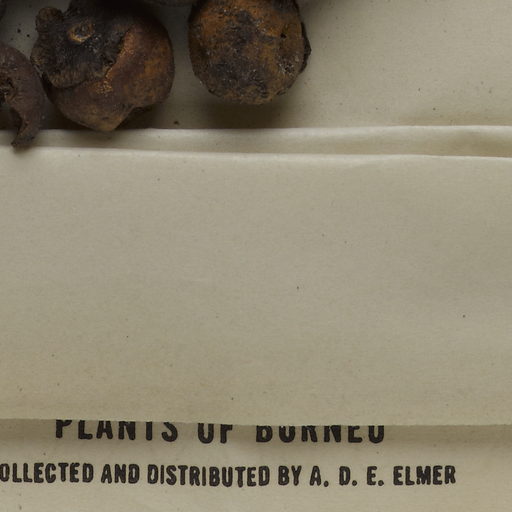 PLANTS OF BORNEO
OLLECTED AND DISTRIBUTED BY A. D. E. ELMER